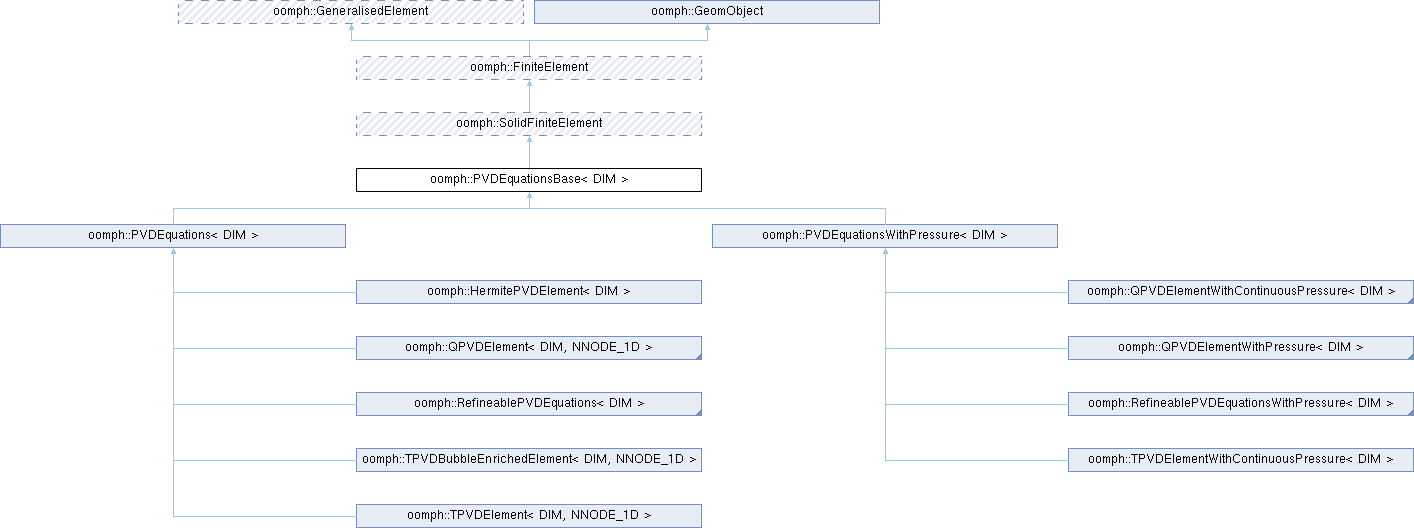 oomph::GeneralisedElement
oomph::GeomObject
oomph::FiniteElement
oomph::SolidFiniteElement
oomph::PVDEquationsBase< DIM >
oomph::PVDEquations< DIM >
oomph::PVDEquationsWithPressure< DIM >
oomph::HermitePVDElement< DIM >
oomph::QPVDElementWithContinuousPressure< DIM >
oomph::QPVDElement< DIM, NNODE_1D >
oomph::QPVDElementWithPressure< DIM >
oomph::RefineablePVDEquations< DIM >
oomph::RefineablePVDEquationsWithPressure< DIM >
oomph::TPVDBubbleEnrichedElement< DIM, NNODE_1D >
oomph::TPVDElementWithContinuousPressure< DIM >
oomph::TPVDElement< DIM, NNODE_1D >